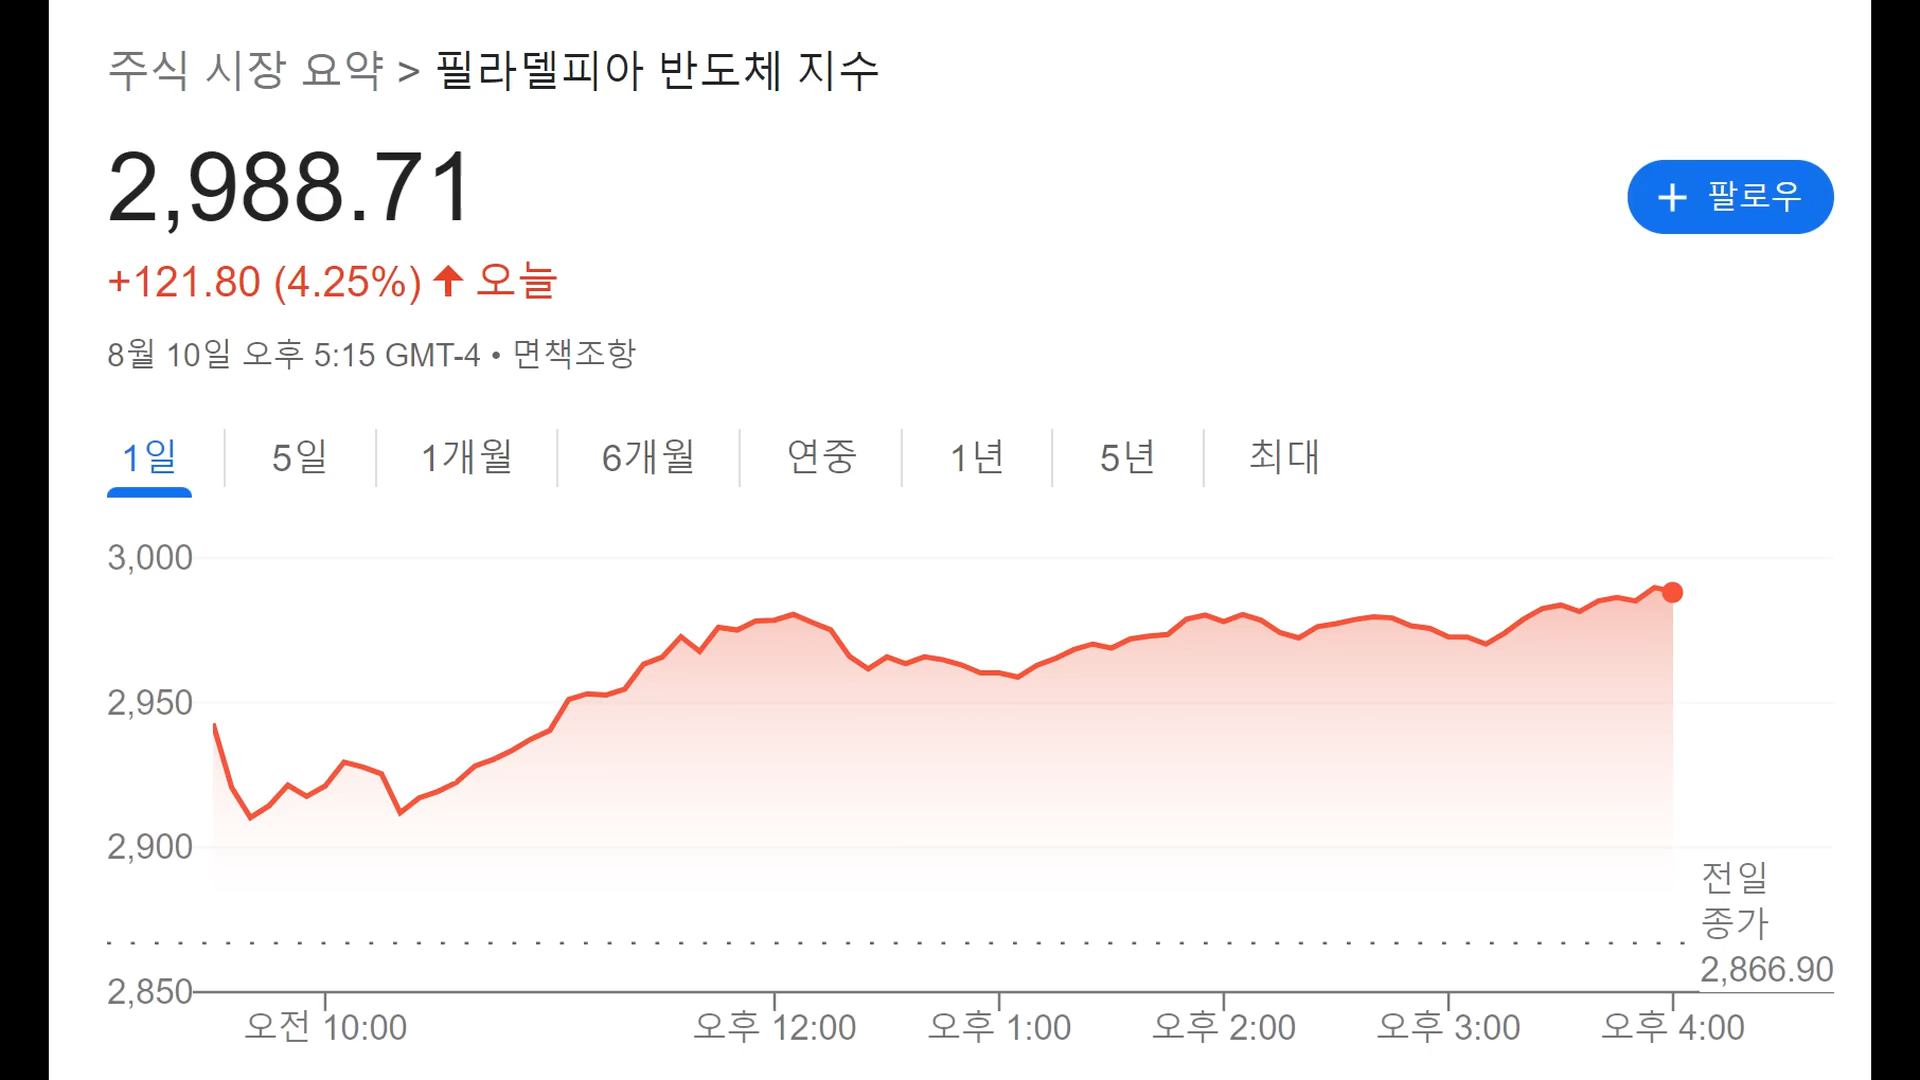 주식 시장 요약 > 필라델피아 반도체 지수
2,988.71
+ 팔로우
+121.80 (4.25%) ↑ 오늘
8월 10일 오후 5:15 GMT-4 • 면책조항
1일 5일 1개월 6개월 연중 1년 5년 최대
3,000
2,950
2,900
2,850
전일
종가
2,866.90
오전 10:00 오후 12:00 오후 1:00 오후 2:00 오후 3:00 오후 4:00